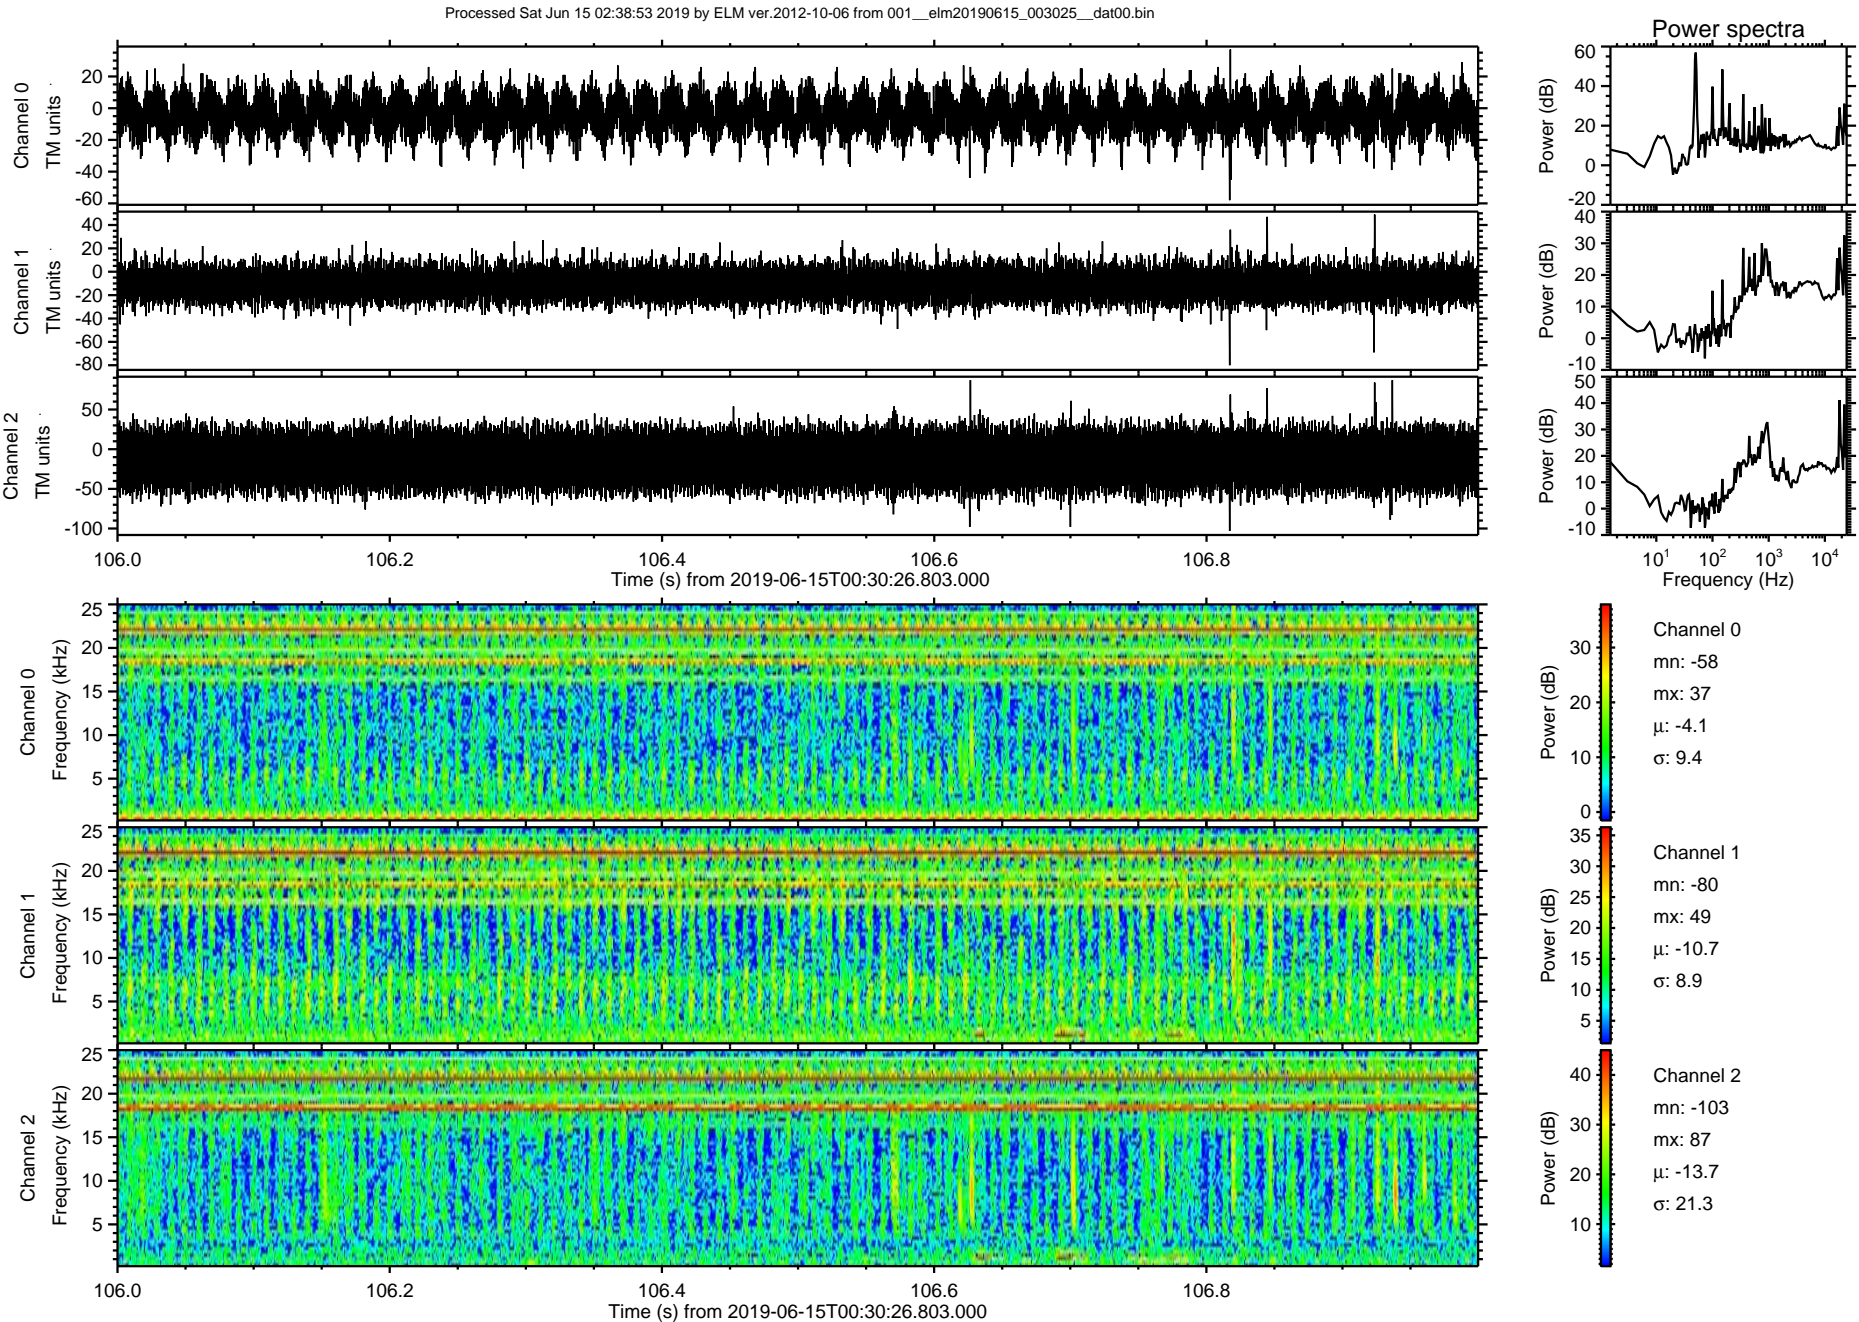 Processed Sat Jun 15 02:38:53 2019 by ELM ver.2012-10-06 from 001__elm20190615_003025__dat00.bin
Power spectra
Channel 0
TM units
20
0
-20
-40
-60
Power (dB)
60
40
20
0
-20
Channel 1
TM units
40
20
0
-20
-40
-60
-80
Power (dB)
40
30
20
10
0
-10
Channel 2
TM units
50
0
-50
-100
Power (dB)
50
40
30
20
10
0
-10
106.0 106.2 106.4 106.6 106.8
Time (s) from 2019-06-15T00:30:26.803.000
10^1 10^2 10^3 10^4
Frequency (Hz)
Channel 0
Frequency (kHz)
25
20
15
10
5
Power (dB)
30
20
10
0
Channel 0
mn: -58
mx: 37
μ: -4.1
σ: 9.4
Channel 1
Frequency (kHz)
25
20
15
10
5
Power (dB)
35
30
25
20
15
10
5
Channel 1
mn: -80
mx: 49
μ: -10.7
σ: 8.9
Channel 2
Frequency (kHz)
25
20
15
10
5
Power (dB)
40
30
20
10
Channel 2
mn: -103
mx: 87
μ: -13.7
σ: 21.3
106.0 106.2 106.4 106.6 106.8
Time (s) from 2019-06-15T00:30:26.803.000